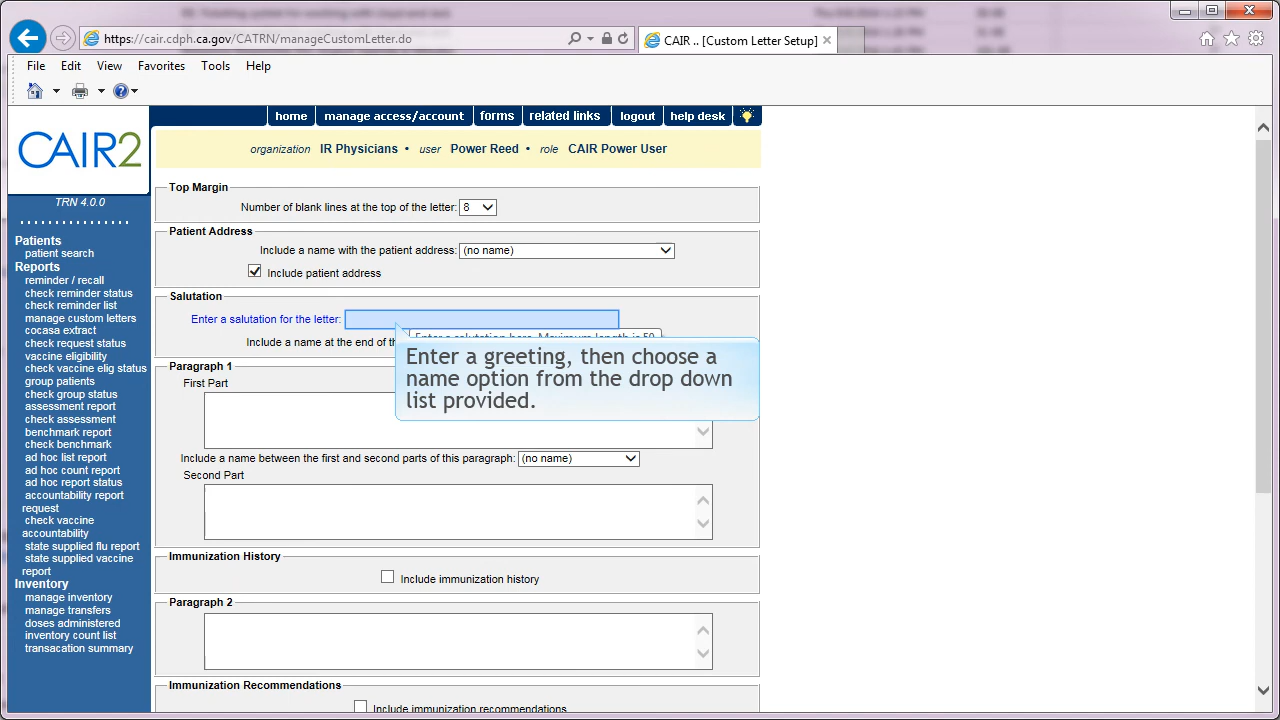 https://cair.cdph.ca.gov/CATRN/manageCustomLetter.do
CAIR .. [Custom Letter Setup]
File Edit View Favorites Tools Help
CAIR2
TRN 4.0.0
home manage access/account forms related links logout help desk
organization IR Physicians • user Power Reed • role CAIR Power User
Patients
patient search
Reports
reminder / recall
check reminder status
check reminder list
manage custom letters
cocasa extract
check request status
vaccine eligibility
check vaccine elig status
group patients
check group status
assessment report
check assessment
benchmark report
check benchmark
ad hoc list report
ad hoc count report
ad hoc report status
accountability report
request
check vaccine
accountability
state supplied flu report
state supplied vaccine
report
Inventory
manage inventory
manage transfers
doses administered
inventory count list
transacation summary
Top Margin
Number of blank lines at the top of the letter: 8
Patient Address
Include a name with the patient address: (no name)
Include patient address
Salutation
Enter a salutation for the letter:
Enter a salutation here. Maximum length is 50
Include a name at the end of th
Enter a greeting, then choose a
name option from the drop down
list provided.
Paragraph 1
First Part
Include a name between the first and second parts of this paragraph: (no name)
Second Part
Immunization History
Include immunization history
Paragraph 2
Immunization Recommendations
Include immunization recommendations